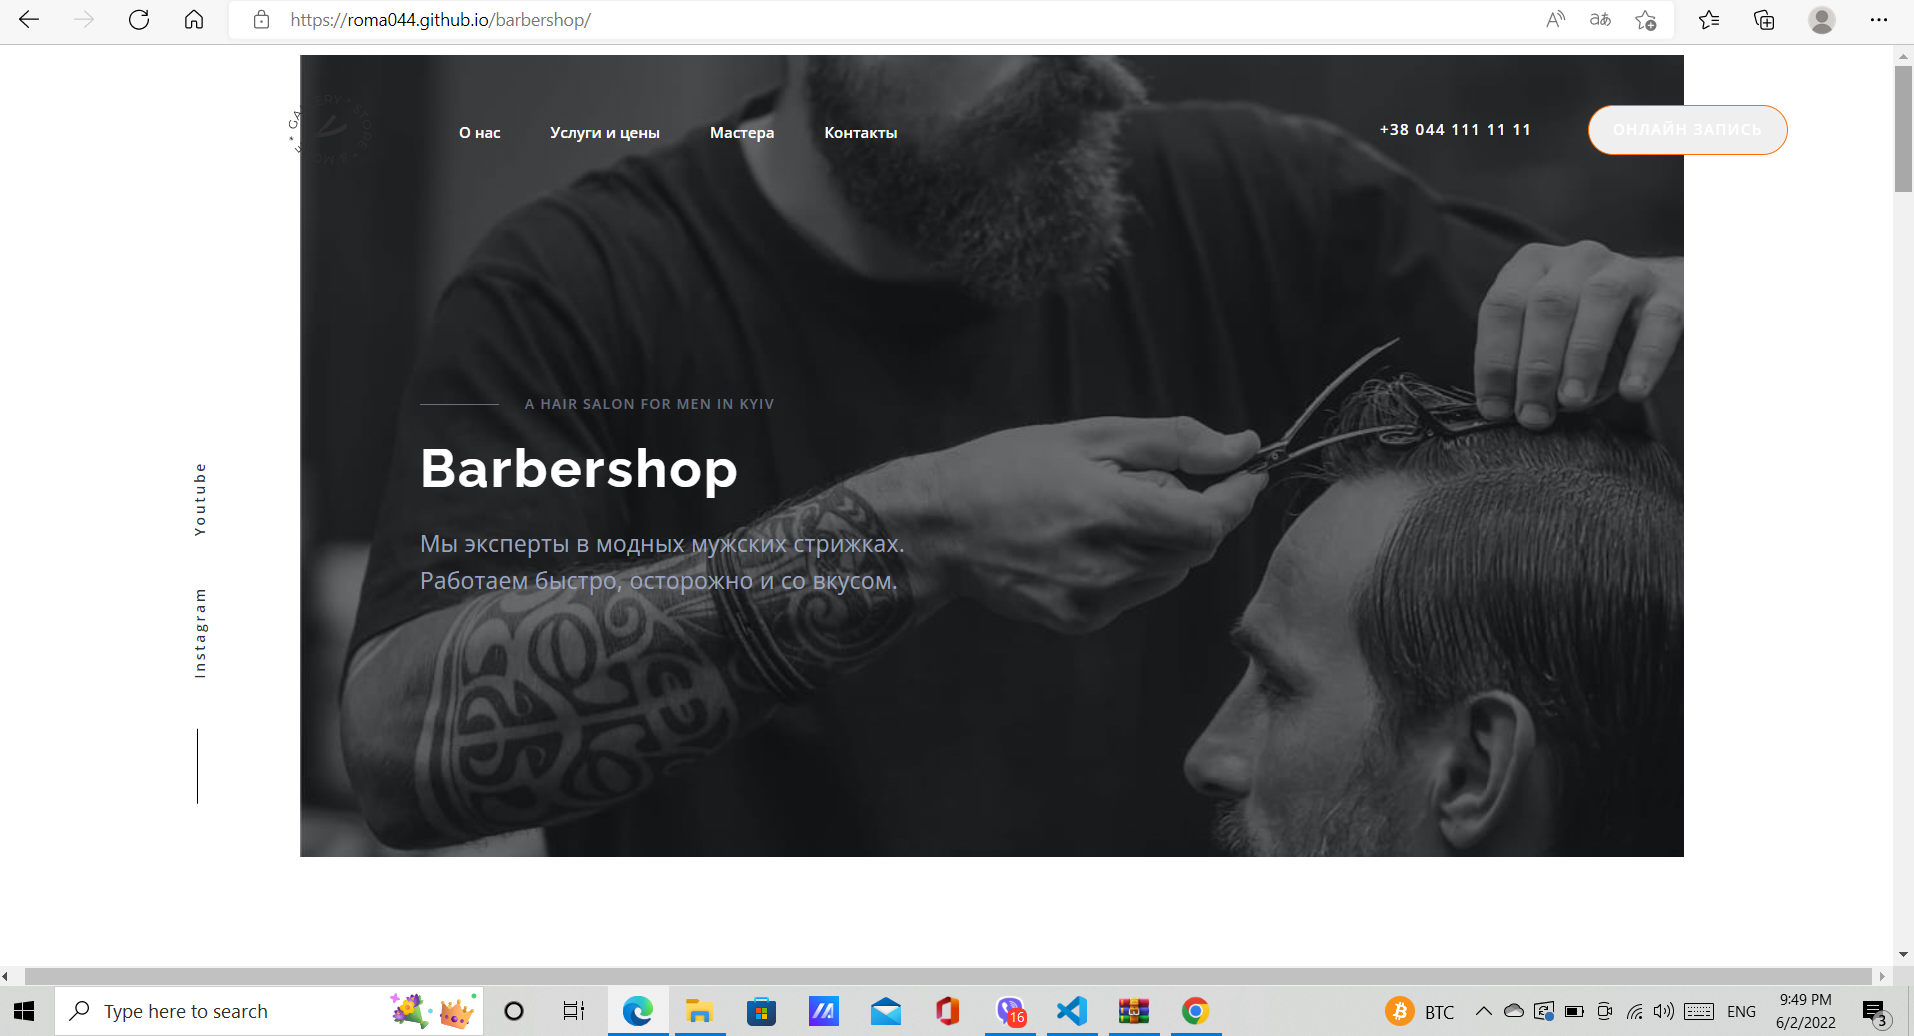 https://roma044.github.io/barbershop/
О нас
Услуги и цены
Мастера
Контакты
+38 044 111 11 11
ОНЛАЙН ЗАПИСЬ
A HAIR SALON FOR MEN IN KYIV
Barbershop
Мы эксперты в модных мужских стрижках.
Работаем быстро, осторожно и со вкусом.
Youtube
Instagram
Type here to search
16
BTC
ENG
9:49 PM
6/2/2022
3